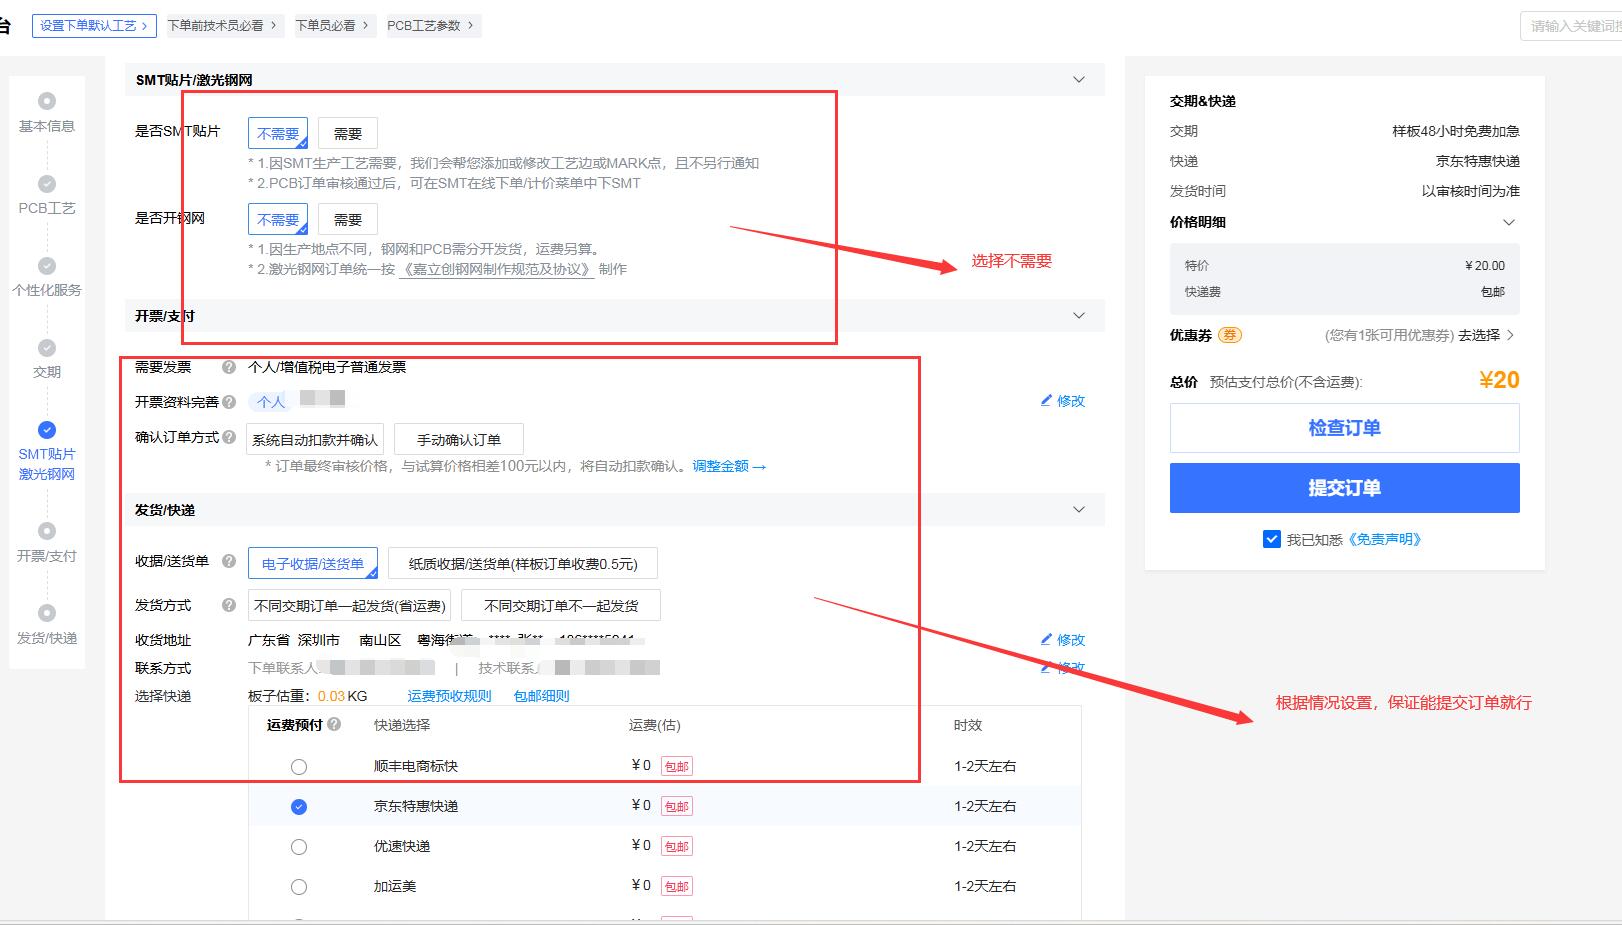 台 设置下单默认工艺 > 下单前技术员必看 > 下单员必看 > PCB工艺参数 >
请输入关键词
基本信息
PCB工艺
个性化服务
交期
SMT贴片
激光钢网
开票/支付
发货/快递
SMT贴片/激光钢网
是否SMT贴片 不需要 需要
* 1.因SMT生产工艺需要，我们会帮您添加或修改工艺边或MARK点，且不另行通知
* 2.PCB订单审核通过后，可在SMT在线下单/计价菜单中下SMT
是否开钢网 不需要 需要
* 1.因生产地点不同，钢网和PCB需分开发货，运费另算。
* 2.激光钢网订单统一按 《嘉立创钢网制作规范及协议》 制作
选择不需要
开票/支付
需要发票 ? 个人/增值税电子普通发票
开票资料完善 ? 个人 修改
确认订单方式 ? 系统自动扣款并确认 手动确认订单
* 订单最终审核价格，与试算价格相差100元以内，将自动扣款确认。调整金额 →
发货/快递
收据/送货单 ? 电子收据/送货单 纸质收据/送货单(样板订单收费0.5元)
发货方式 ? 不同交期订单一起发货(省运费) 不同交期订单不一起发货
收货地址 广东省 深圳市 南山区 粤海街道 修改
联系方式 下单联系人 | 技术联系 修改
选择快递 板子估重：0.03 KG 运费预收规则 包邮细则
运费预付 ? 快递选择 运费(估) 时效
顺丰电商标快 ¥0 包邮 1-2天左右
京东特惠快递 ¥0 包邮 1-2天左右
优速快递 ¥0 包邮 1-2天左右
加运美 ¥0 包邮 1-2天左右
根据情况设置，保证能提交订单就行
交期&快递
交期 样板48小时免费加急
快递 京东特惠快递
发货时间 以审核时间为准
价格明细
特价 ¥20.00
快递费 包邮
优惠券 券 (您有1张可用优惠券) 去选择 >
总价 预估支付总价(不含运费): ¥20
检查订单
提交订单
我已知悉《免责声明》